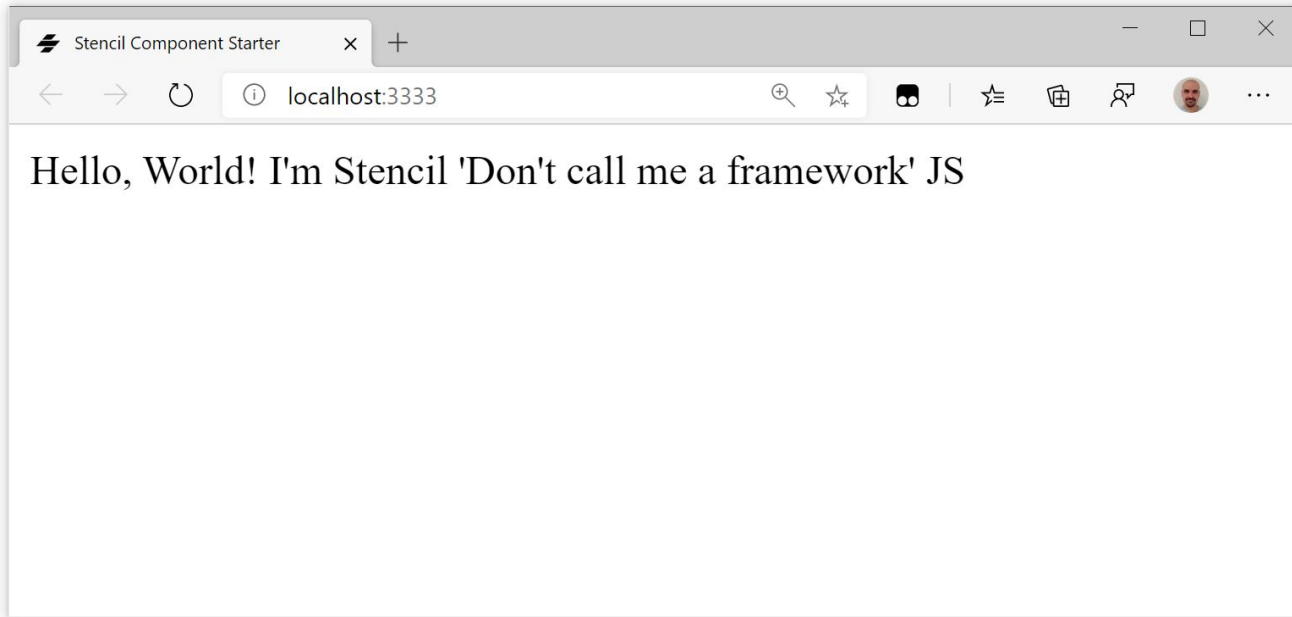 Stencil Component Starter
localhost:3333
Hello, World! I'm Stencil 'Don't call me a framework' JS